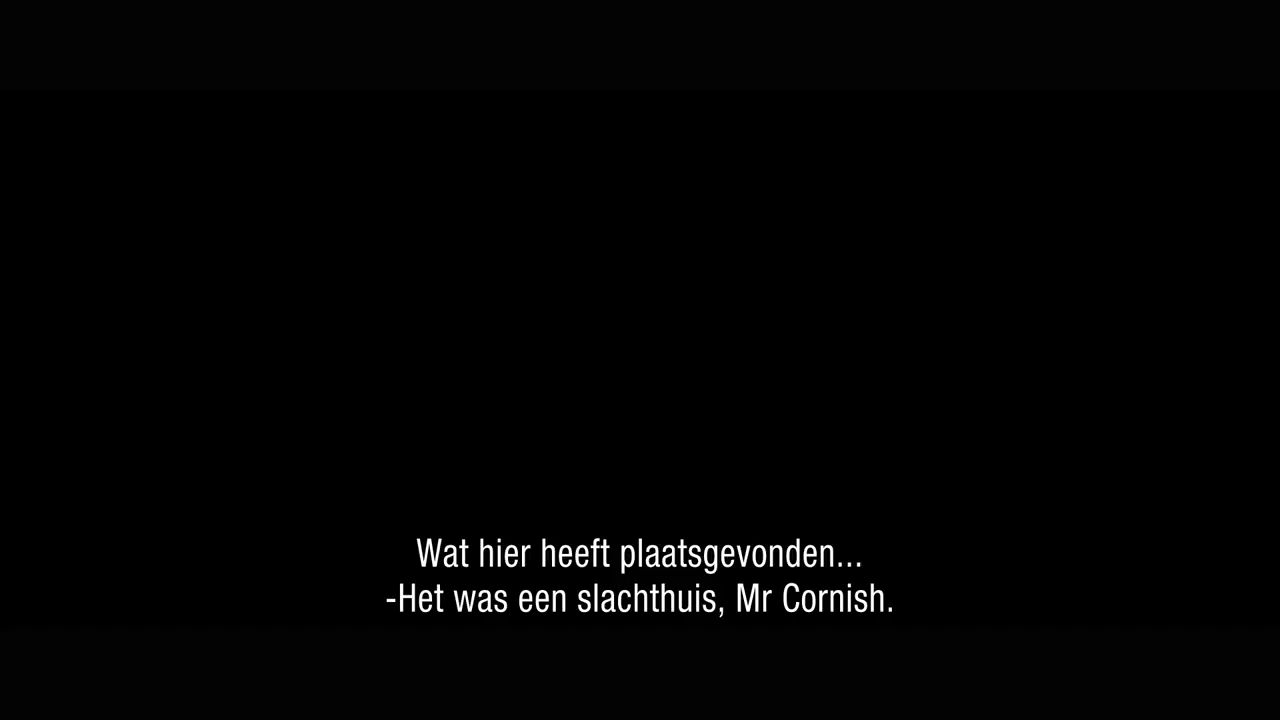 Wat hier heeft plaatsgevonden...
-Het was een slachthuis, Mr Cornish.